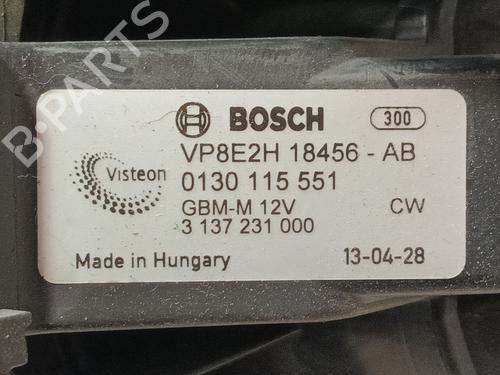 B-PARTS
BOSCH 300
VP8E2H 18456 - AB
Visteon 0130 115 551
GBM-M 12V CW
3 137 231 000
Made in Hungary 13-04-28